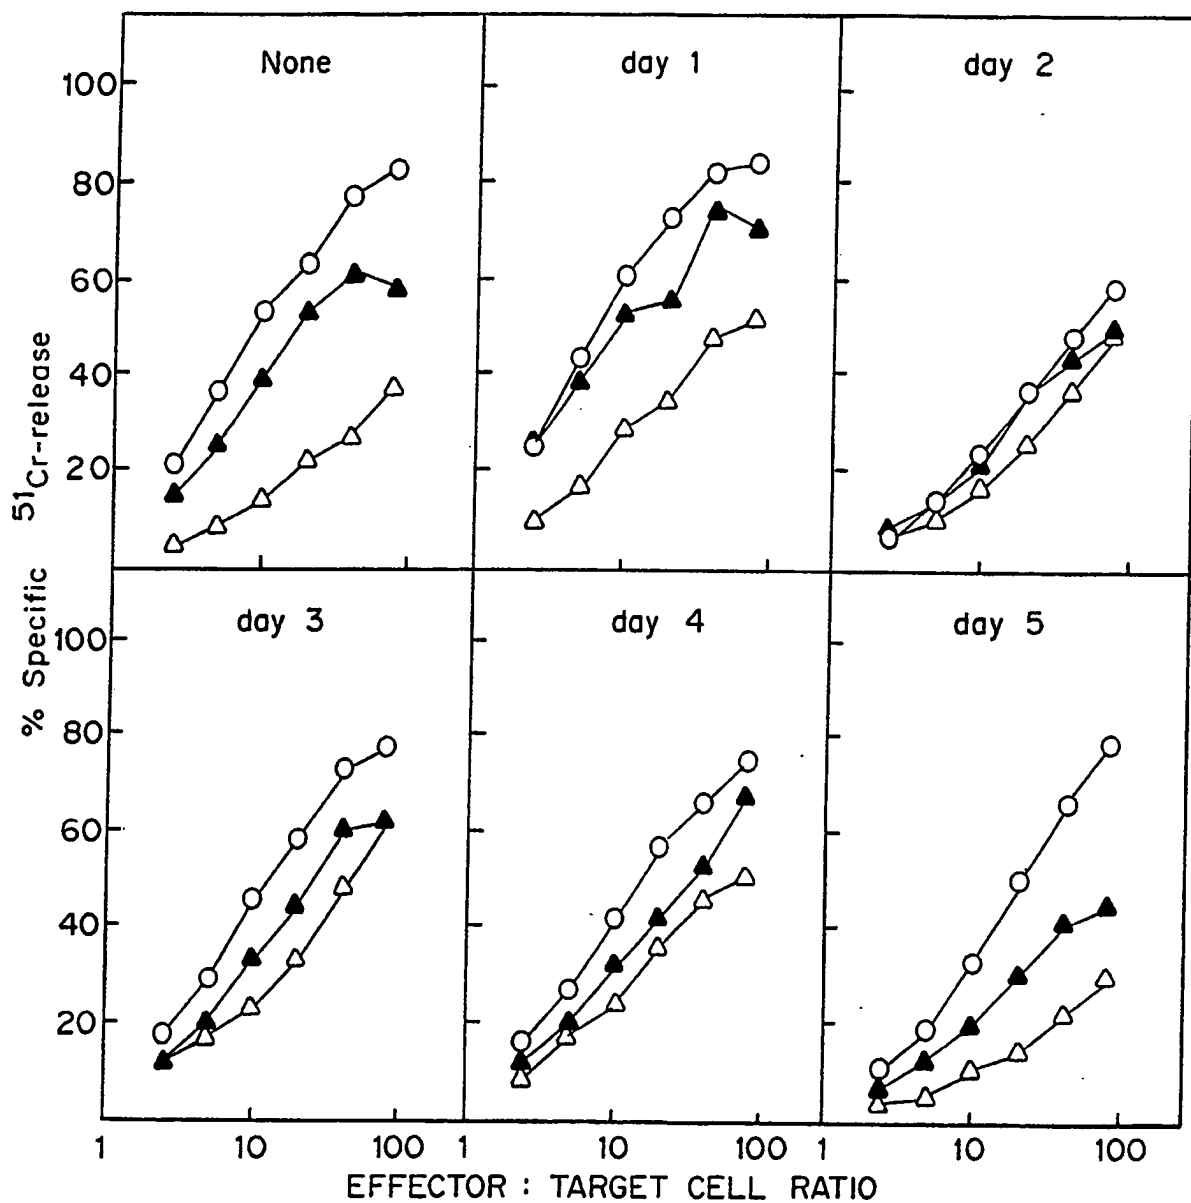 None
day 1
day 2
100
80
60
40
20
day 3
day 4
day 5
100
80
60
40
20
% Specific ⁵¹Cr-release
1 10 100 1 10 100 1 10 100
EFFECTOR : TARGET CELL RATIO